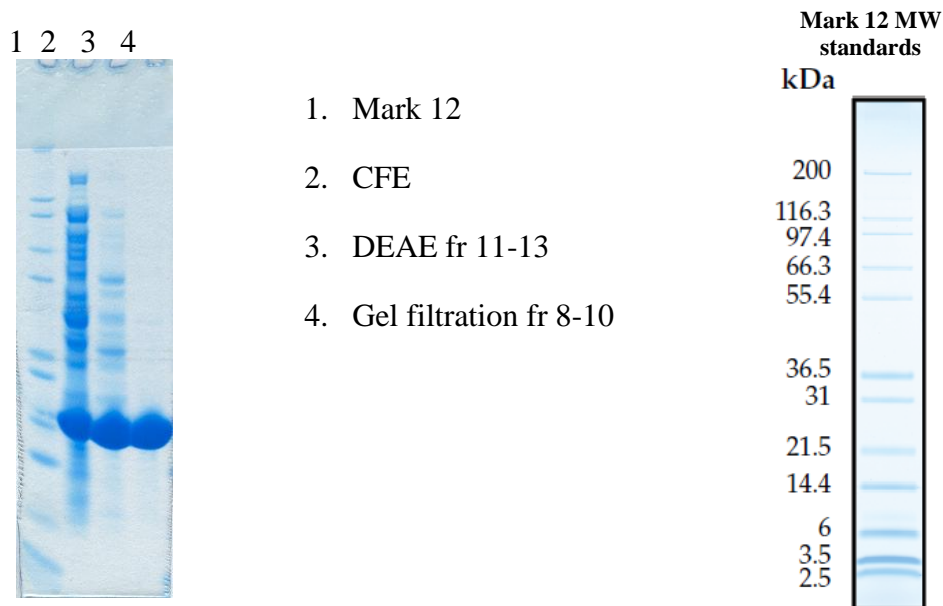 1 2 3 4
1. Mark 12
2. CFE
3. DEAE fr 11-13
4. Gel filtration fr 8-10
Mark 12 MW
standards
kDa
200
116.3
97.4
66.3
55.4
36.5
31
21.5
14.4
6
3.5
2.5